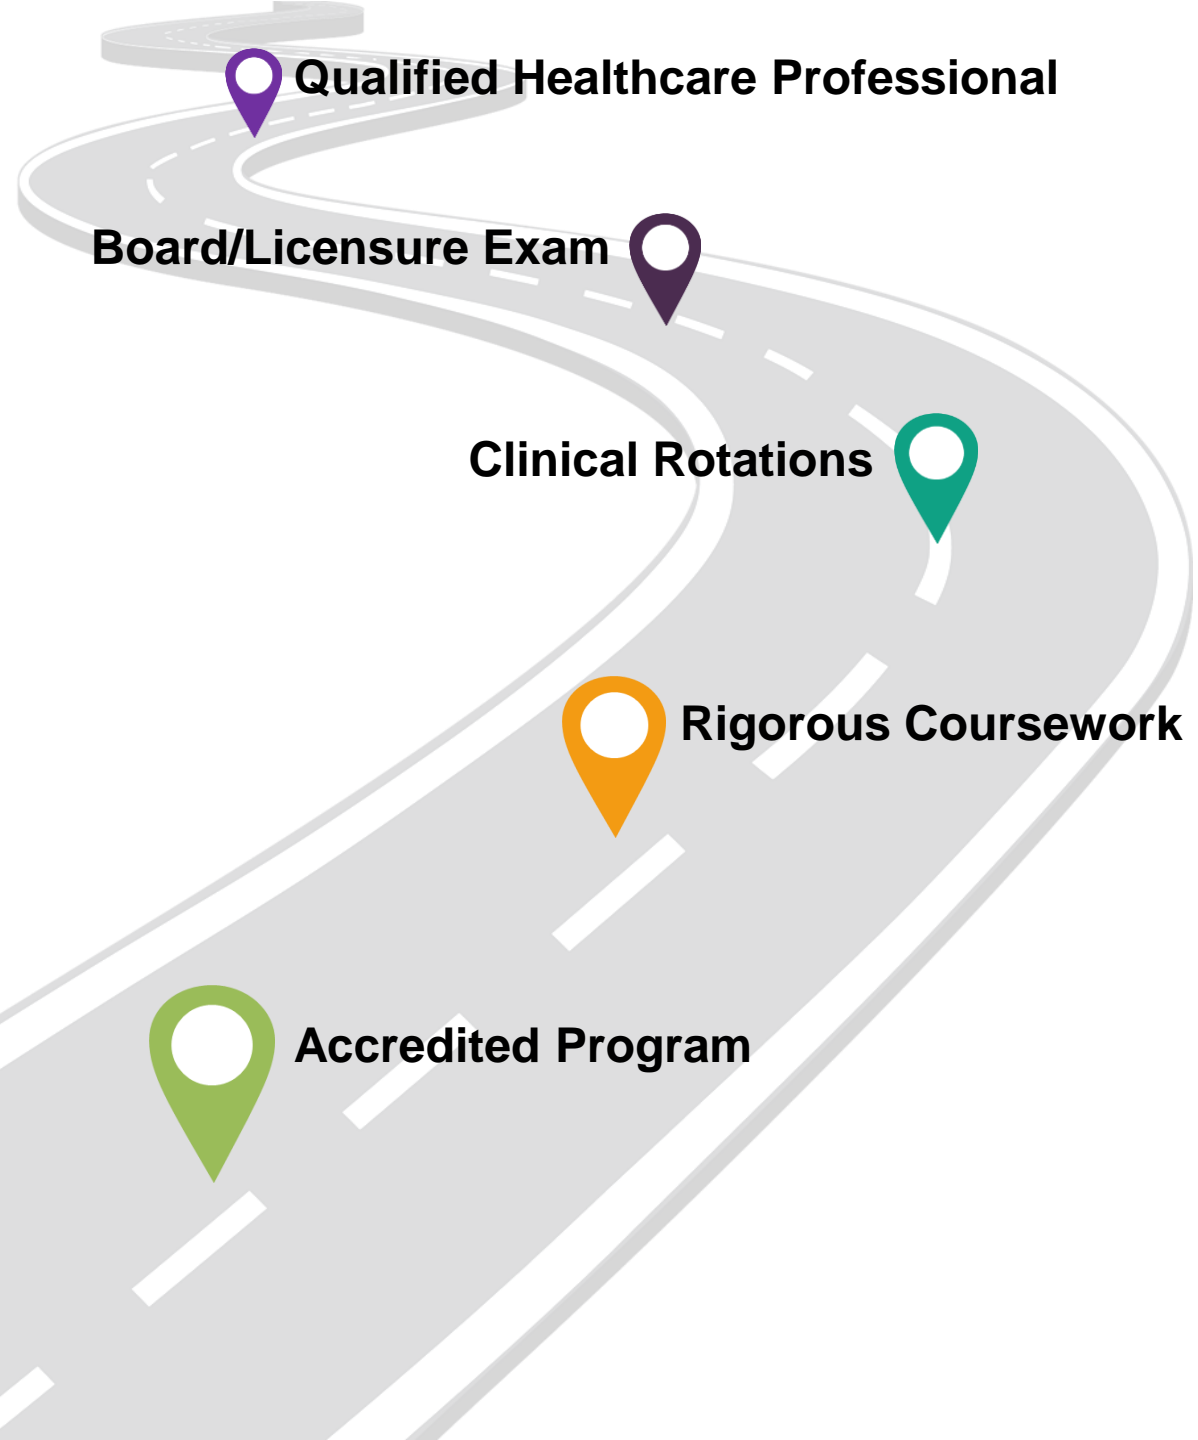 Qualified Healthcare Professional
Board/Licensure Exam
Clinical Rotations
Rigorous Coursework
Accredited Program